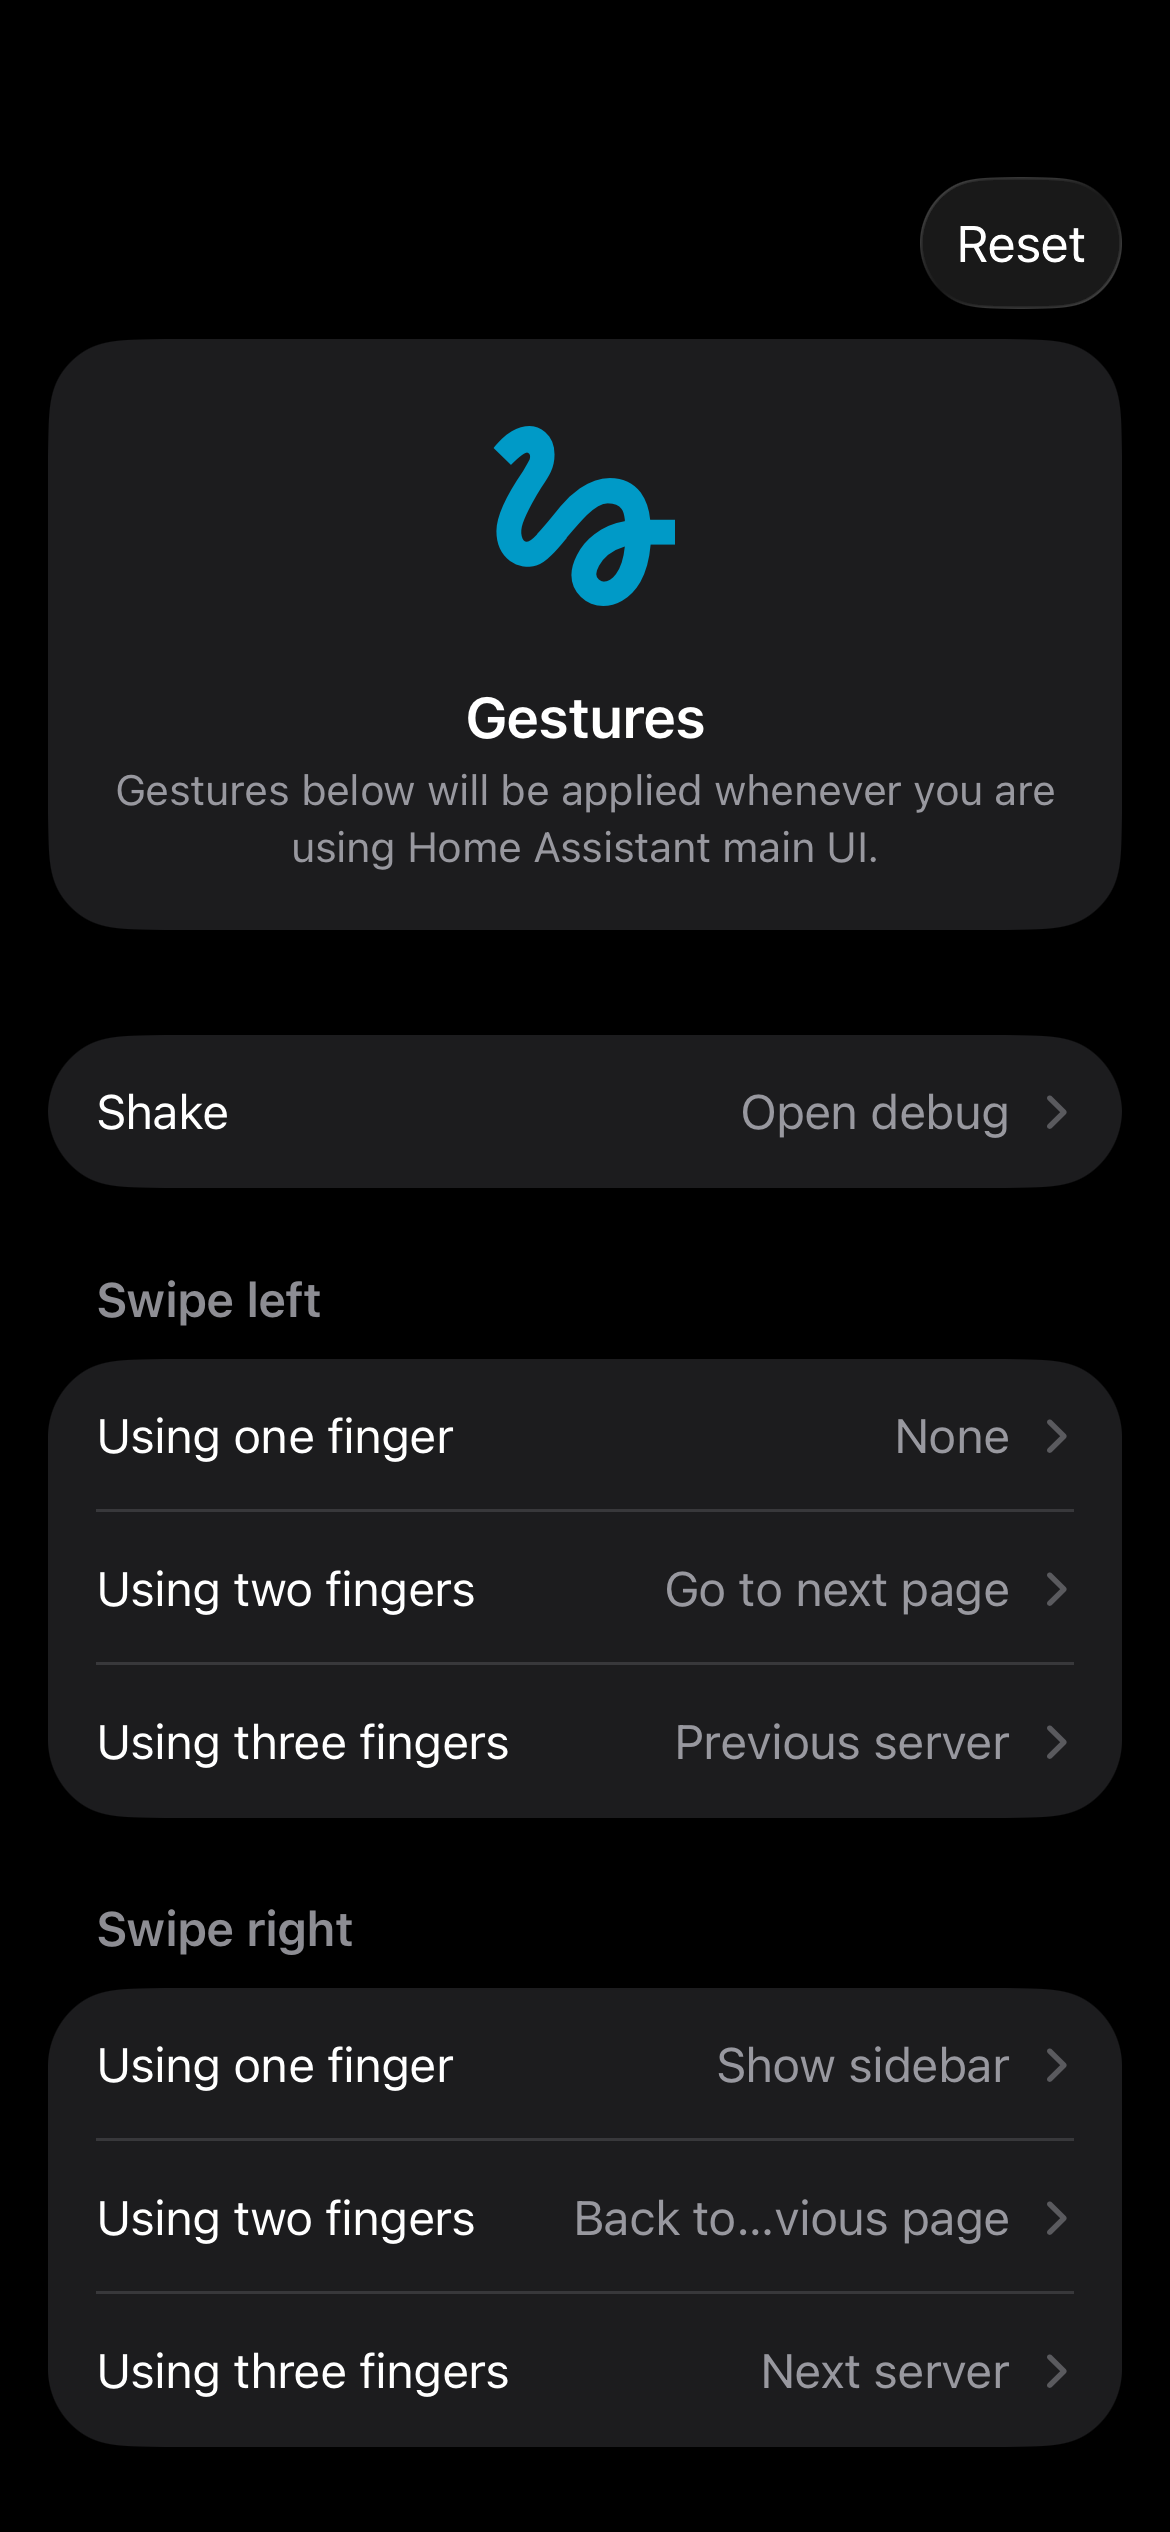 Reset
Gestures
Gestures below will be applied whenever you are
using Home Assistant main UI.
Shake Open debug
Swipe left
Using one finger None
Using two fingers Go to next page
Using three fingers Previous server
Swipe right
Using one finger Show sidebar
Using two fingers Back to...vious page
Using three fingers Next server